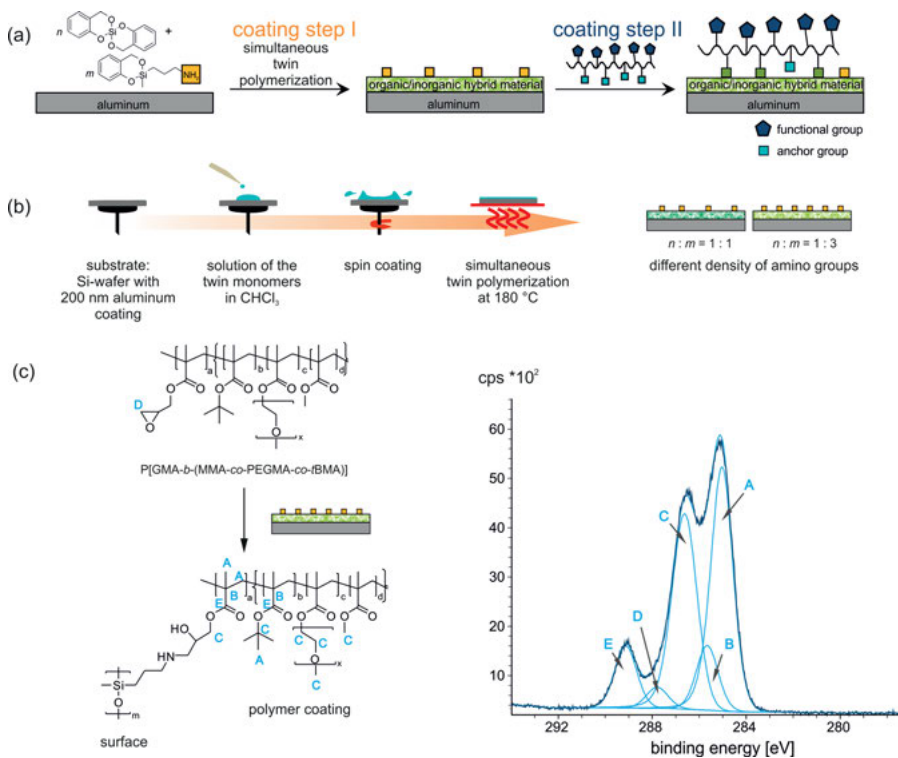 (a)
n
O
O
Si
O
O
+
m
O
O
Si
NH₂
aluminum
coating step I
simultaneous
twin
polymerization
organic/inorganic hybrid material
aluminum
coating step II
organic/inorganic hybrid material
aluminum
functional group
anchor group
(b)
substrate:
Si-wafer with
200 nm aluminum
coating
solution of the
twin monomers
in CHCl₃
spin coating
simultaneous
twin polymerization
at 180 °C
n : m = 1 : 1
n : m = 1 : 3
different density of amino groups
(c)
a
b
c
d
O
O
O
O
O
O
O
O
D
O
O
x
P[GMA-b-(MMA-co-PEGMA-co-tBMA)]
A
A
B
B
a
b
c
d
E
E
O
O
O
O
O
O
O
O
HO
C
C
C
C
C
HN
A
O
x
C
Si
O
m
polymer coating
surface
cps *10²
60
50
40
30
20
10
A
C
D
E
B
292
288
284
280
binding energy [eV]